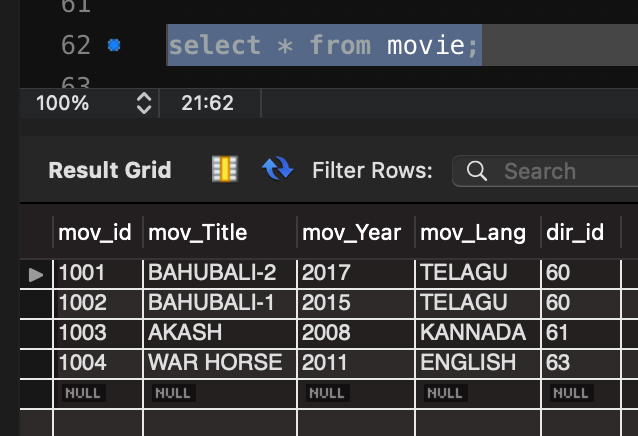 61
62 select * from movie;
63
100% 21:62
Result Grid Filter Rows: Search
mov_id mov_Title mov_Year mov_Lang dir_id
1001 BAHUBALI-2 2017 TELAGU 60
1002 BAHUBALI-1 2015 TELAGU 60
1003 AKASH 2008 KANNADA 61
1004 WAR HORSE 2011 ENGLISH 63
NULL NULL NULL NULL NULL